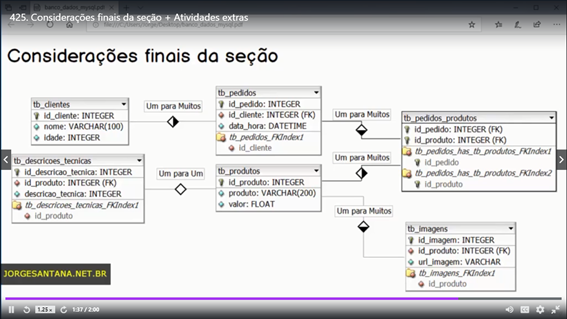 banco_dados_mysql.pdf
425. Considerações finais da seção + Atividades extras
Considerações finais da seção
tb_clientes
id_cliente: INTEGER
nome: VARCHAR(100)
idade: INTEGER
Um para Muitos
tb_pedidos
id_pedido: INTEGER
id_cliente: INTEGER (FK)
data_hora: DATETIME
tb_pedidos_FKIndex1
id_cliente
Um para Muitos
tb_pedidos_produtos
id_pedido: INTEGER (FK)
id_produto: INTEGER (FK)
tb_pedidos_has_tb_produtos_FKIndex1
id_pedido
tb_pedidos_has_tb_produtos_FKIndex2
id_produto
tb_descricoes_tecnicas
id_descricao_tecnica: INTEGER
id_produto: INTEGER (FK)
descricao_tecnica: INTEGER
tb_descricoes_tecnicas_FKIndex1
id_produto
Um para Um
tb_produtos
id_produto: INTEGER
produto: VARCHAR(200)
valor: FLOAT
Um para Muitos
Um para Muitos
tb_imagens
id_imagem: INTEGER
id_produto: INTEGER (FK)
url_imagem: VARCHAR
tb_imagens_FKIndex1
id_produto
JORGESANTANA.NET.BR
1.25x
1:37 / 2:00